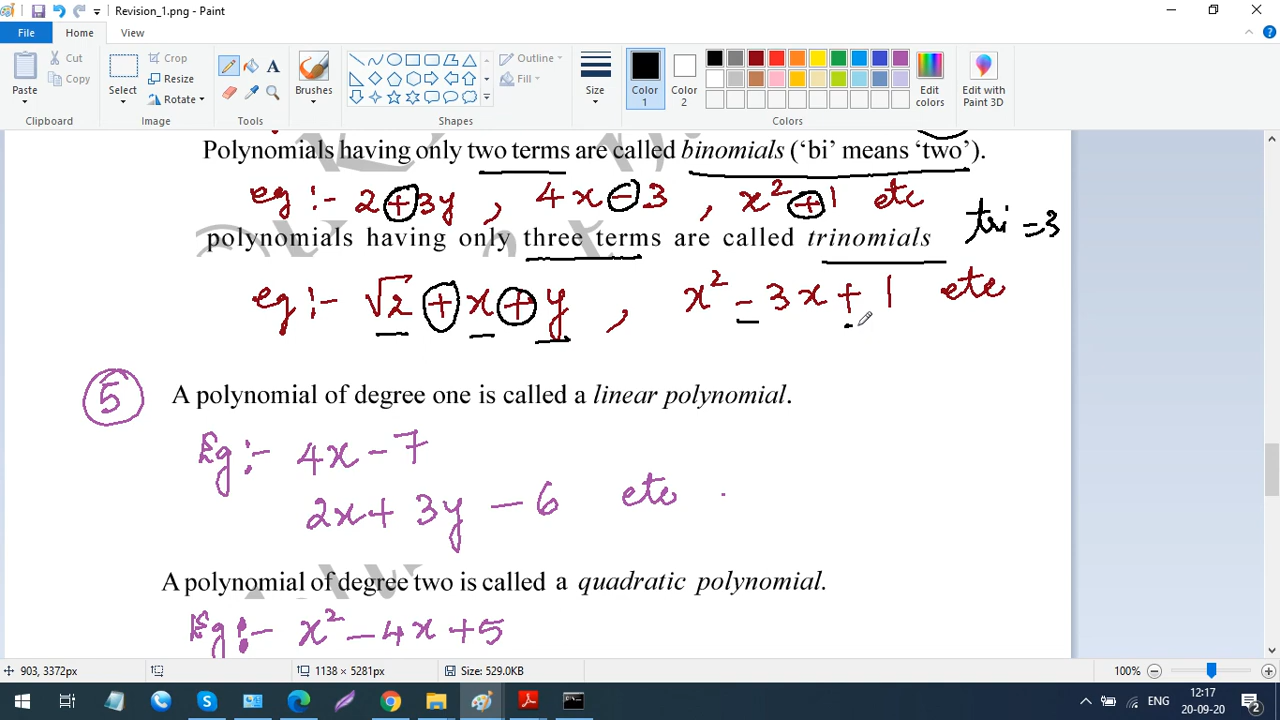 Revision_1.png - Paint
File Home View
Cut
Copy
Paste
Clipboard
Crop
Resize
Rotate
Select
Image
Tools
Brushes
Outline
Fill
Shapes
Size
Color 1
Color 2
Edit colors
Edit with Paint 3D
Colors
Polynomials having only two terms are called binomials (‘bi’ means ‘two’).
eg :- 2 + 3y , 4x - 3 , x² + 1 etc
polynomials having only three terms are called trinomials tri = 3
eg :- √2 + x + y , x² - 3x + 1 etc
5 A polynomial of degree one is called a linear polynomial.
Eg :- 4x - 7
2x + 3y - 6 etc .
A polynomial of degree two is called a quadratic polynomial.
Eg :- x² - 4x + 5
903, 3372px 1138 × 5281px Size: 529.0KB 100%
ENG 12:17
20-09-20 2